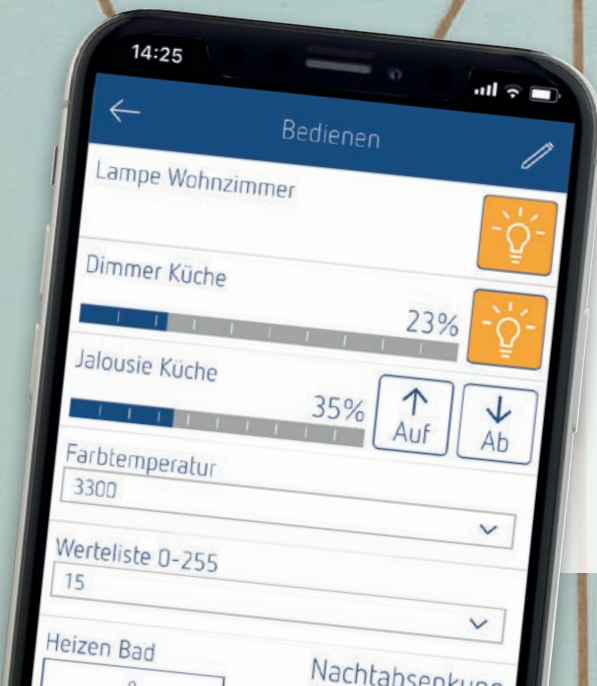 14:25
Bedienen
Lampe Wohnzimmer
Dimmer Küche
23%
Jalousie Küche
35%
Auf
Ab
Farbtemperatur
3300
Werteliste 0-255
15
Heizen Bad
Nachtabsenkung